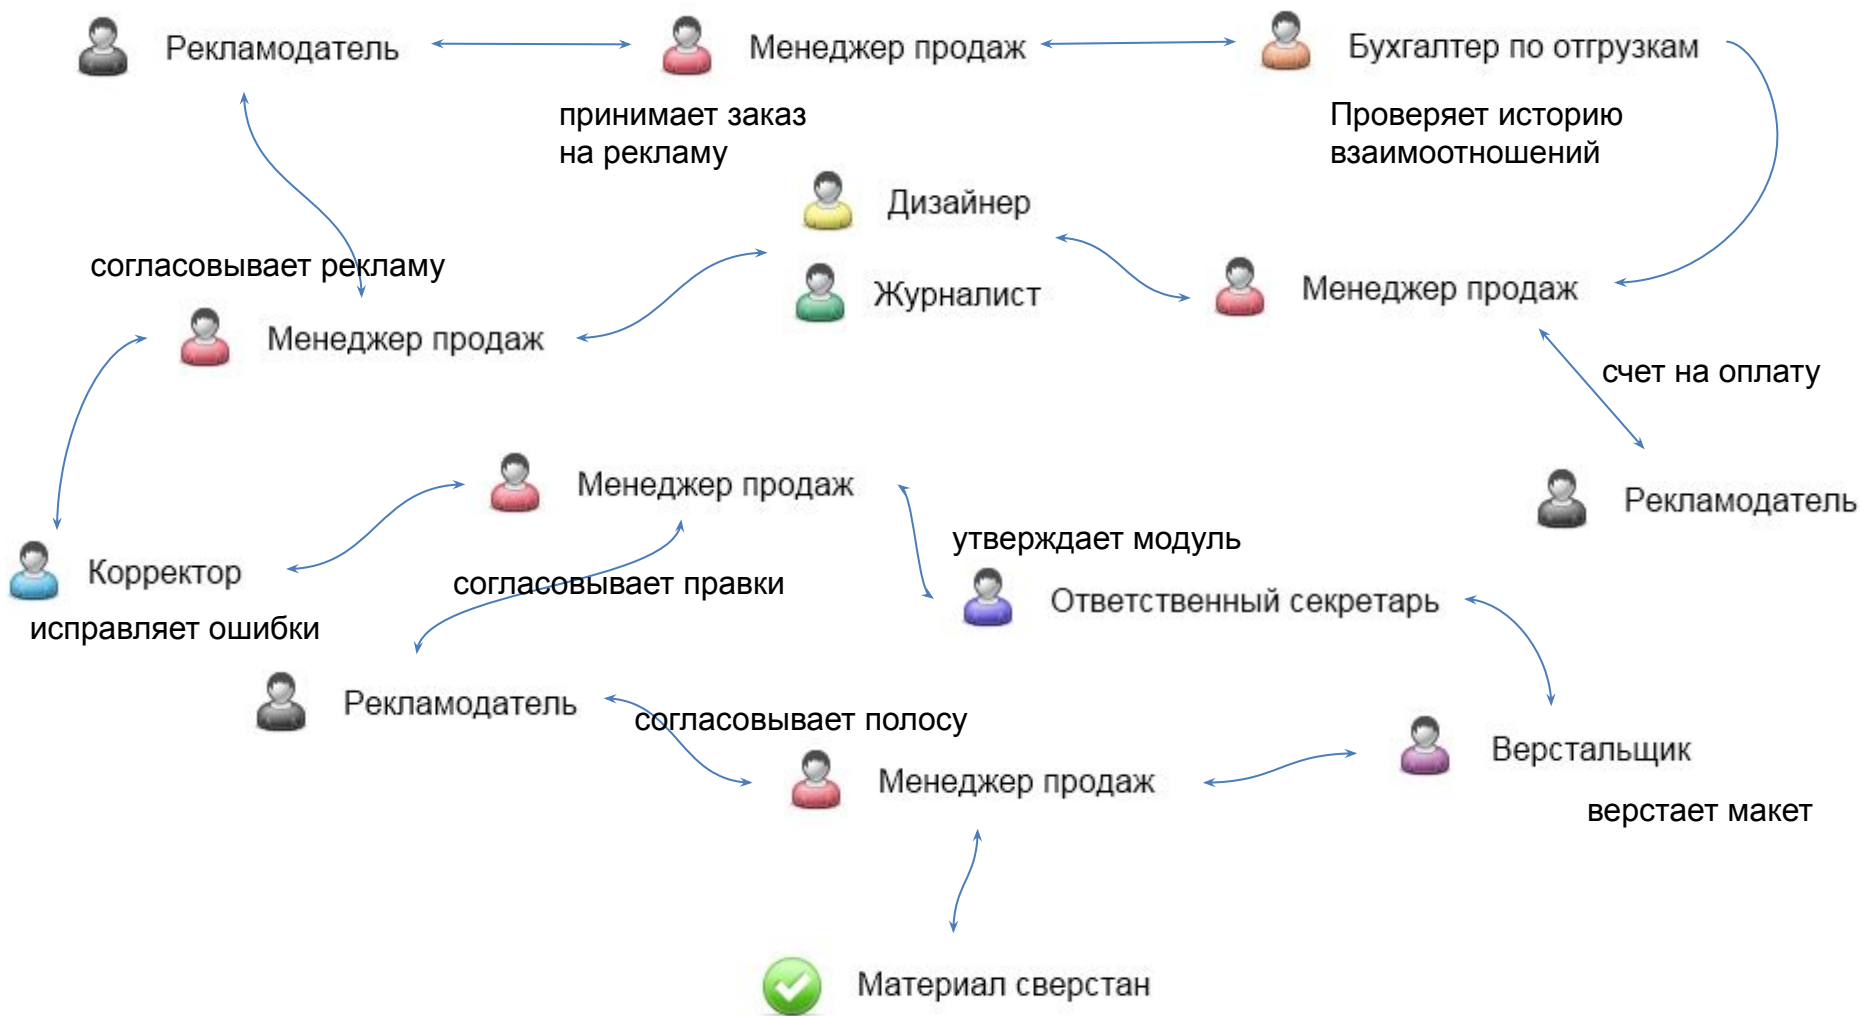 Рекламодатель
Менеджер продаж
Бухгалтер по отгрузкам
принимает заказ
на рекламу
Проверяет историю
взаимоотношений
Дизайнер
Журналист
Менеджер продаж
согласовывает рекламу
Менеджер продаж
счет на оплату
Рекламодатель
Менеджер продаж
утверждает модуль
Корректор
исправляет ошибки
согласовывает правки
Ответственный секретарь
Рекламодатель
согласовывает полосу
Менеджер продаж
Верстальщик
верстает макет
Материал сверстан